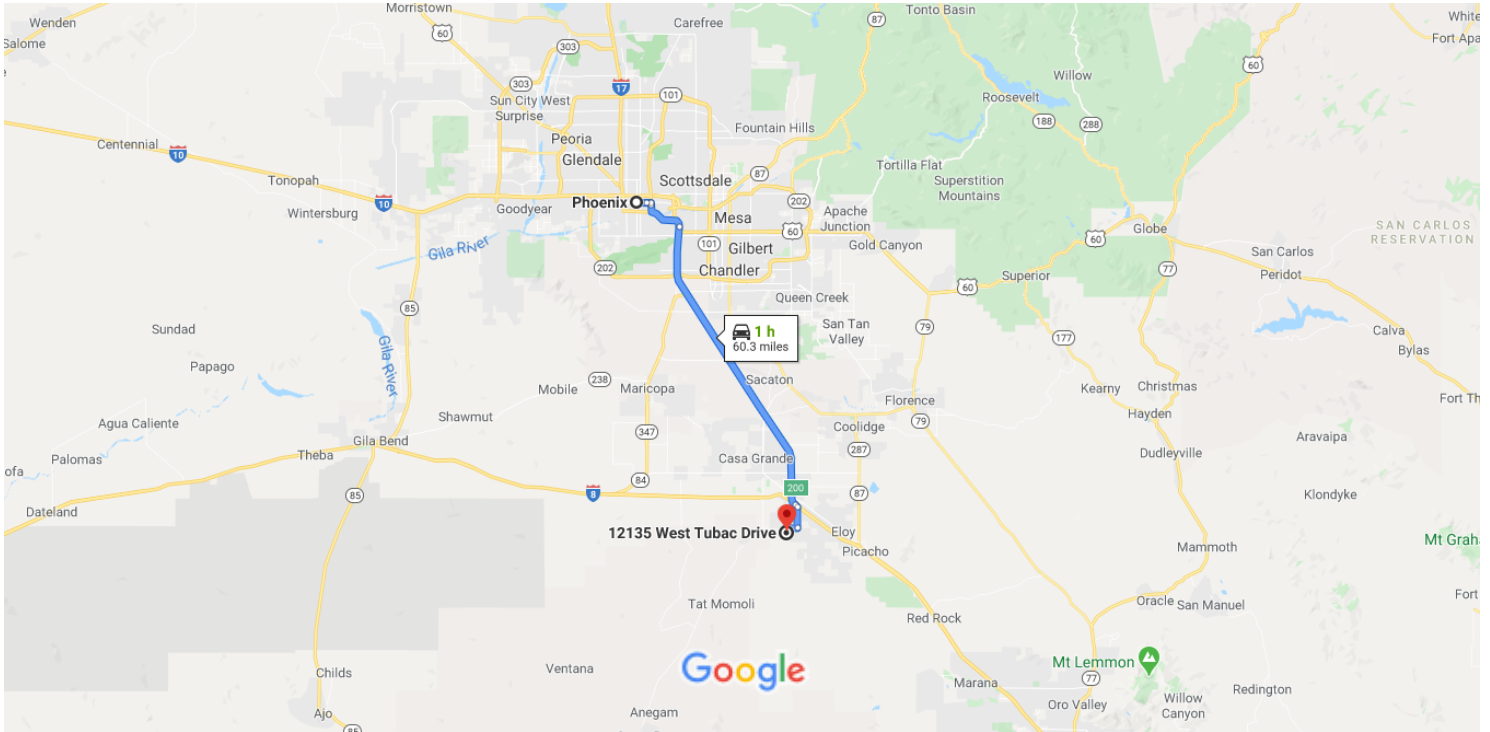 Morristown
Tonto Basin
White
Wenden
60
Carefree
87
Salome
303
Fort Apa
60
17
Willow
303
101
Sun City West
Roosevelt
Surprise
188
288
Fountain Hills
Centennial
Peoria
10
Glendale
Tortilla Flat
87
Tonopah
Scottsdale
Superstition
Mountains
10
Phoenix
202
Wintersburg
Goodyear
Mesa
Apache
Junction
60
SAN CARLOS
RESERVATION
Globe
Gila River
101
Gilbert
Gold Canyon
60
San Carlos
202
Chandler
77
Peridot
Superior
60
Queen Creek
85
Sundad
1 h
60.3 miles
San Tan
Valley
79
177
Calva
Bylas
Gila River
Papago
Mobile
238
Maricopa
Sacaton
Kearny
Christmas
Florence
Fort Th
Shawmut
Hayden
Agua Caliente
347
Coolidge
79
Aravaipa
Gila Bend
287
Theba
Casa Grande
Dudleyville
ofa
Palomas
84
8
200
87
Klondyke
85
Dateland
12135 West Tubac Drive
Eloy
Picacho
Mammoth
Mt Grah
Tat Momoli
Oracle
San Manuel
Fort
Red Rock
Childs
Ventana
Google
Mt Lemmon
Marana
77
Redington
Willow
Canyon
Oro Valley
Ajo
Anegam
85